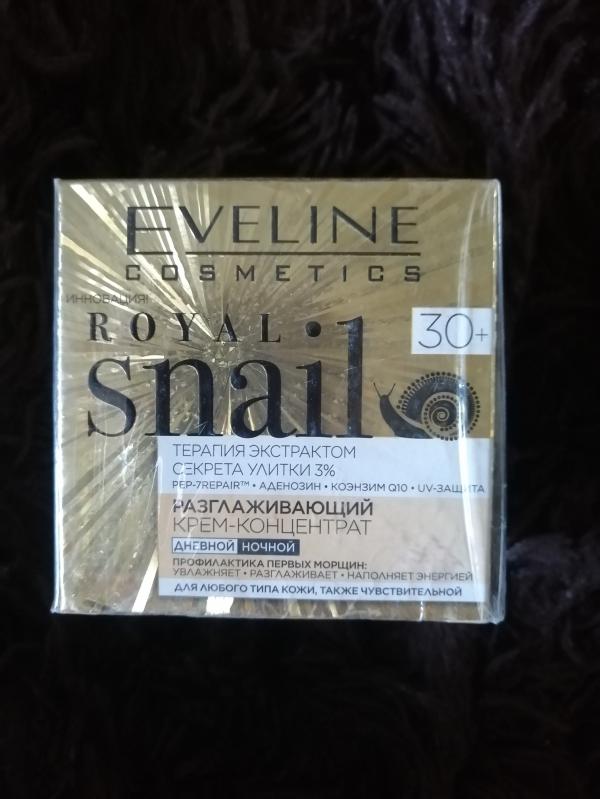 EVELINE
COSMETICS
ИННОВАЦИЯ!
ROYAL
snail
30+
ТЕРАПИЯ ЭКСТРАКТОМ
СЕКРЕТА УЛИТКИ 3%
PEP-7REPAIR™ • АДЕНОЗИН • КОЭНЗИМ Q10 • UV-ЗАЩИТА
РАЗГЛАЖИВАЮЩИЙ
КРЕМ-КОНЦЕНТРАТ
ДНЕВНОЙ НОЧНОЙ
ПРОФИЛАКТИКА ПЕРВЫХ МОРЩИН:
УВЛАЖНЯЕТ • РАЗГЛАЖИВАЕТ • НАПОЛНЯЕТ ЭНЕРГИЕЙ
ДЛЯ ЛЮБОГО ТИПА КОЖИ, ТАКЖЕ ЧУВСТВИТЕЛЬНОЙ